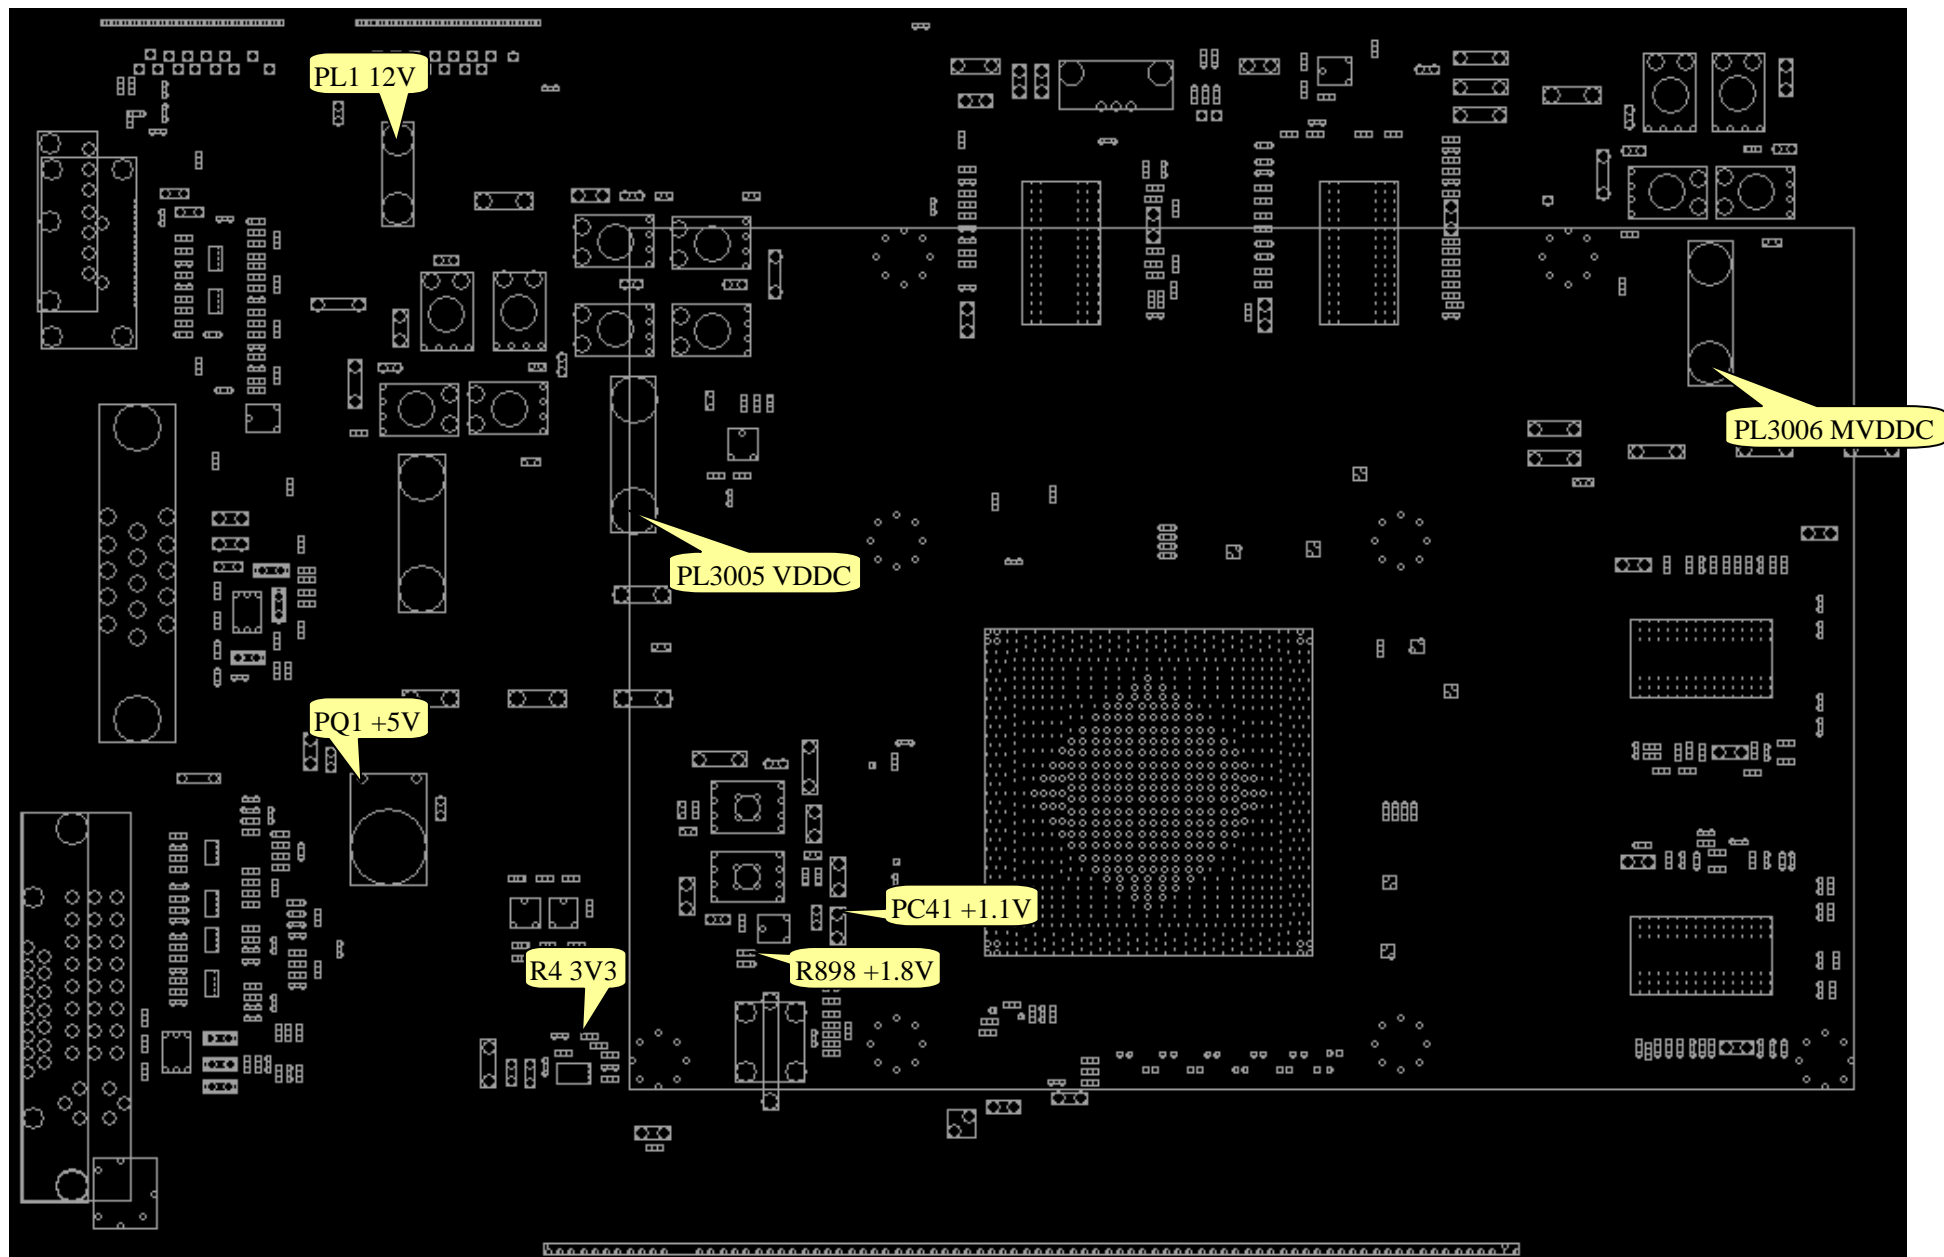 PL1 12V
PL3006 MVDDC
PL3005 VDDC
PQ1 +5V
PC41 +1.1V
R898 +1.8V
R4 3V3